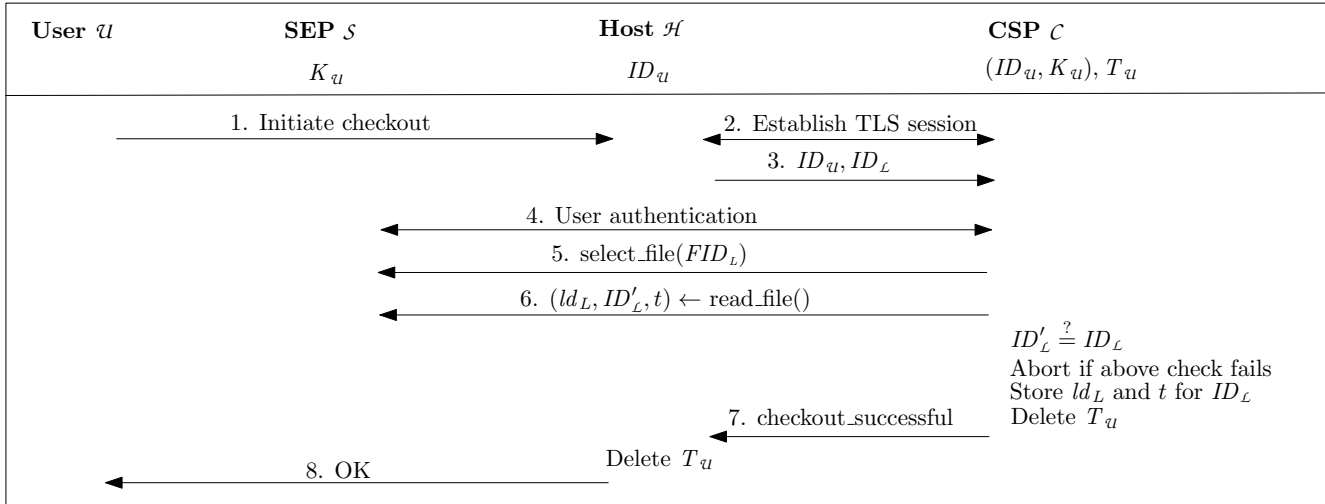 User 𝒰 SEP 𝒮 Host ℋ CSP 𝒞
K_𝒰 ID_𝒰 (ID_𝒰, K_𝒰), T_𝒰
1. Initiate checkout
2. Establish TLS session
3. ID_𝒰, ID_ℒ
4. User authentication
5. select_file(FID_L)
6. (ld_L, ID′_ℒ, t) ← read_file()
ID′_ℒ ≟ ID_ℒ
Abort if above check fails
Store ld_L and t for ID_ℒ
Delete T_𝒰
7. checkout_successful
Delete T_𝒰
8. OK